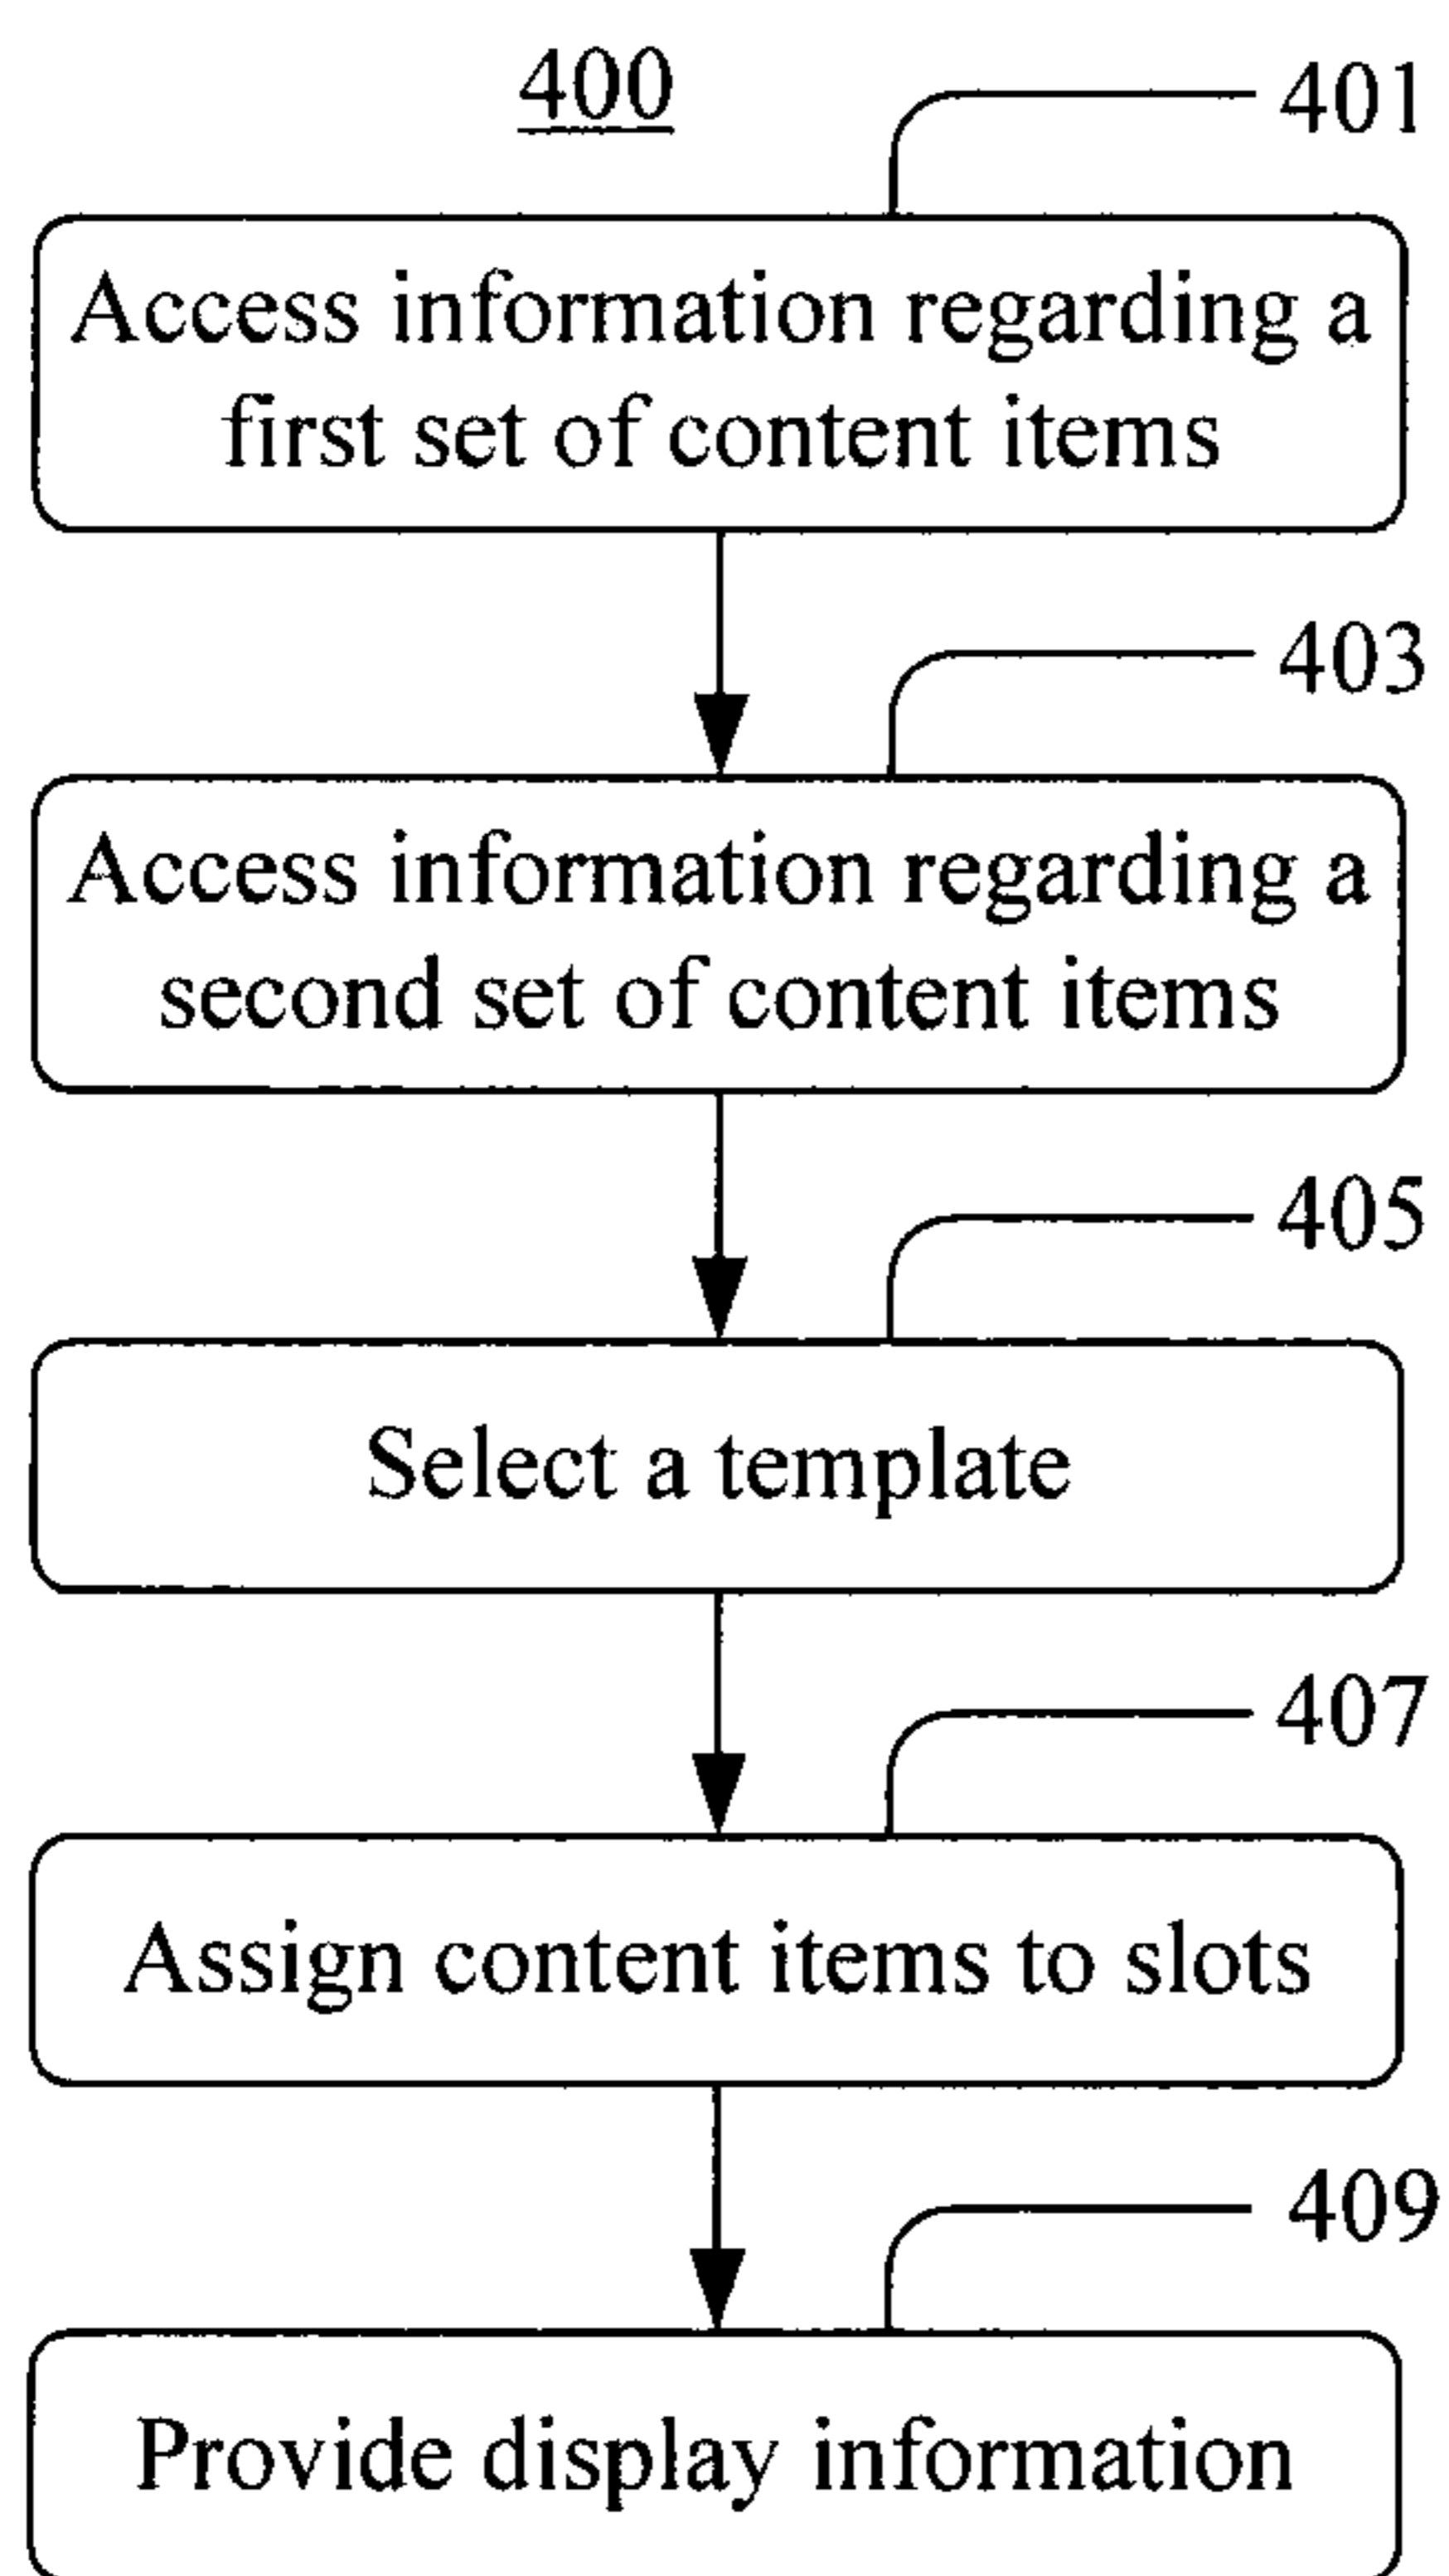 400
401
Access information regarding a
first set of content items
403
Access information regarding a
second set of content items
405
Select a template
407
Assign content items to slots
409
Provide display information